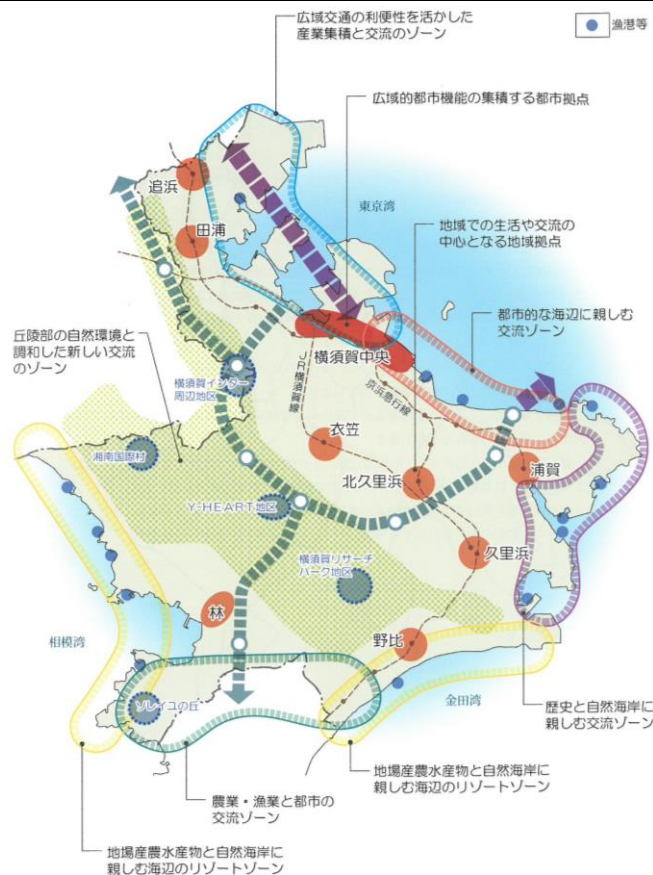 広域交通の利便性を活かした
産業集積と交流のゾーン
漁港等
広域的都市機能の集積する都市拠点
追浜
東京湾
田浦
地域での生活や交流の
中心となる地域拠点
丘陵部の自然環境と
調和した新しい交流
のゾーン
都市的な海辺に親しむ
交流ゾーン
横須賀中央
横須賀インター
周辺地区
JR横須賀線
京浜急行線
衣笠
湘南国際村
浦賀
北久里浜
Y-HEART地区
久里浜
横須賀リサーチ
パーク地区
林
野比
相模湾
ソレイユの丘
金田湾
歴史と自然海岸に
親しむ交流ゾーン
地場産農水産物と自然海岸に
親しむ海辺のリゾートゾーン
農業・漁業と都市の
交流ゾーン
地場産農水産物と自然海岸に
親しむ海辺のリゾートゾーン